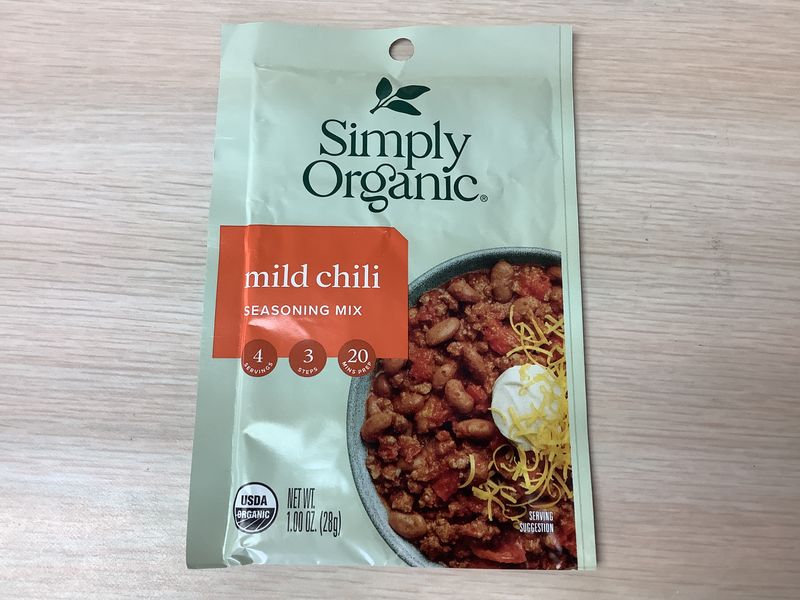 Simply
Organic®
mild chili
SEASONING MIX
4
SERVINGS
3
STEPS
20
MINS PREP
USDA
ORGANIC
NET WT.
1.00 OZ. (28g)
SERVING
SUGGESTION